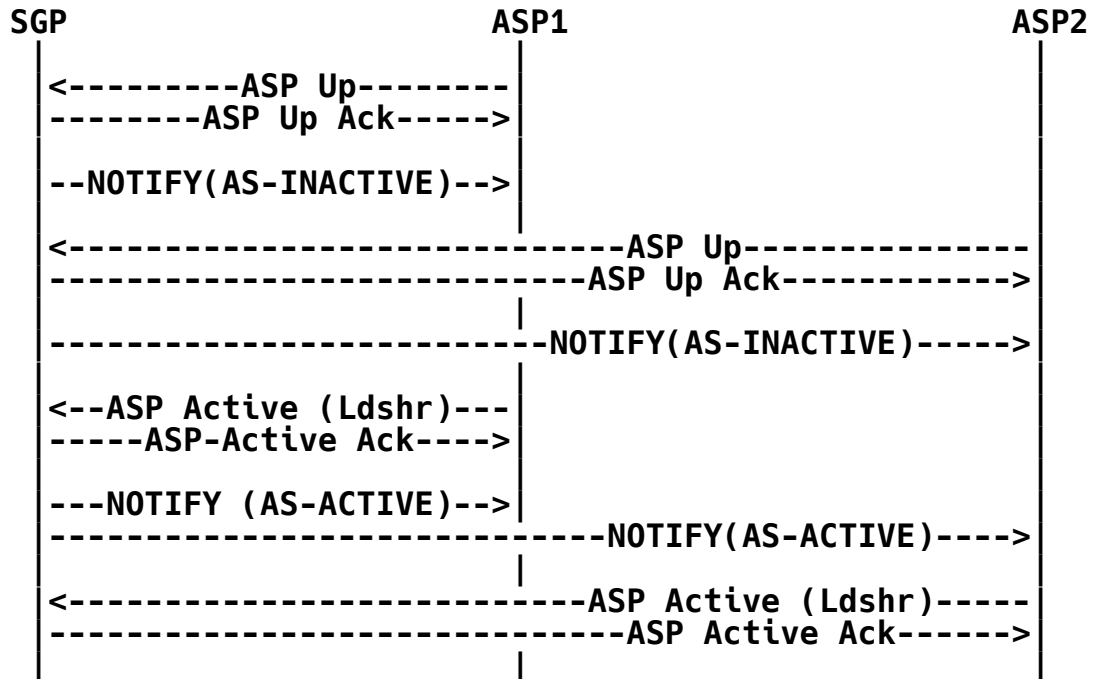 SGP ASP1 ASP2
<---------ASP Up--------
--------ASP Up Ack----->
--NOTIFY(AS-INACTIVE)-->
<-----------------------------ASP Up---------------
----------------------------ASP Up Ack------------>
--------------------------NOTIFY(AS-INACTIVE)----->
<--ASP Active (Ldshr)---
-----ASP-Active Ack---->
---NOTIFY (AS-ACTIVE)-->
-----------------------------NOTIFY(AS-ACTIVE)---->
<---------------------------ASP Active (Ldshr)-----
------------------------------ASP Active Ack------>